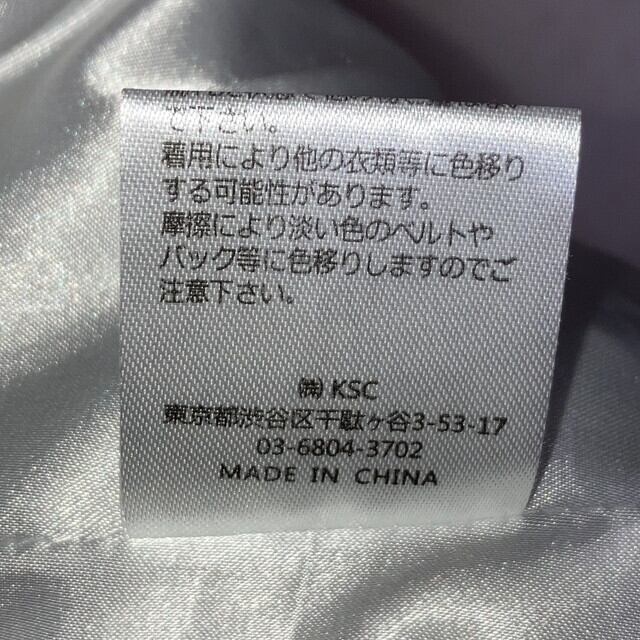 で下さい。
着用により他の衣類等に色移り
する可能性があります。
摩擦により淡い色のベルトや
バック等に色移りしますのでご
注意下さい。
㈱ KSC
東京都渋谷区千駄ヶ谷3-53-17
03-6804-3702
MADE IN CHINA